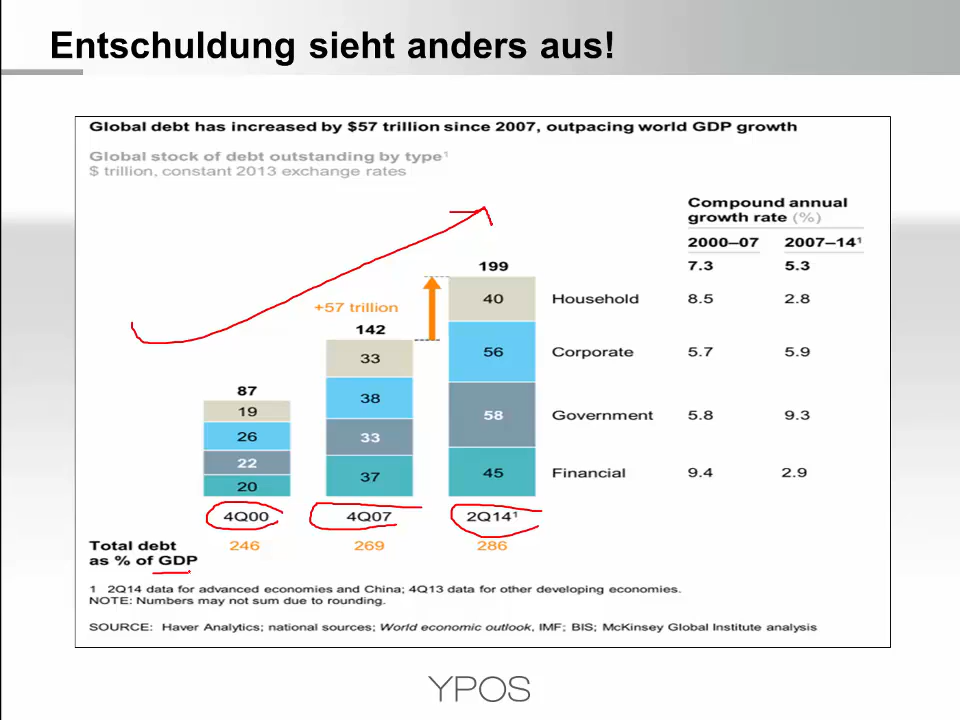 Entschuldung sieht anders aus!
Global debt has increased by $57 trillion since 2007, outpacing world GDP growth
Global stock of debt outstanding by type¹
$ trillion, constant 2013 exchange rates
Compound annual
growth rate (%)
2000–07 2007–14¹
199 7.3 5.3
+57 trillion 40 Household 8.5 2.8
142
33 56 Corporate 5.7 5.9
87
19 38 58 Government 5.8 9.3
26 33
22 37 45 Financial 9.4 2.9
20
4Q00 4Q07 2Q14¹
Total debt 246 269 286
as % of GDP
1 2Q14 data for advanced economies and China; 4Q13 data for other developing economies.
NOTE: Numbers may not sum due to rounding.
SOURCE: Haver Analytics; national sources; World economic outlook, IMF; BIS; McKinsey Global Institute analysis
YPOS